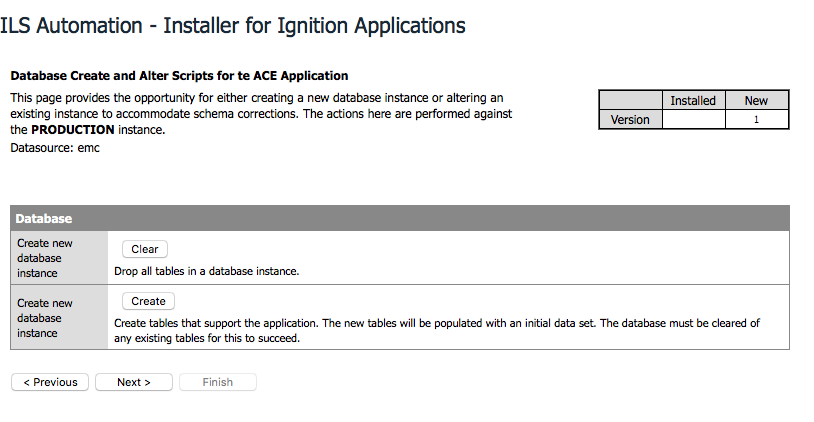 ILS Automation - Installer for Ignition Applications
Database Create and Alter Scripts for te ACE Application
This page provides the opportunity for either creating a new database instance or altering an
existing instance to accommodate schema corrections. The actions here are performed against
the PRODUCTION instance.
Datasource: emc
Installed New
Version 1
Database
Create new
database
instance
Clear
Drop all tables in a database instance.
Create new
database
instance
Create
Create tables that support the application. The new tables will be populated with an initial data set. The database must be cleared of
any existing tables for this to succeed.
< Previous Next > Finish